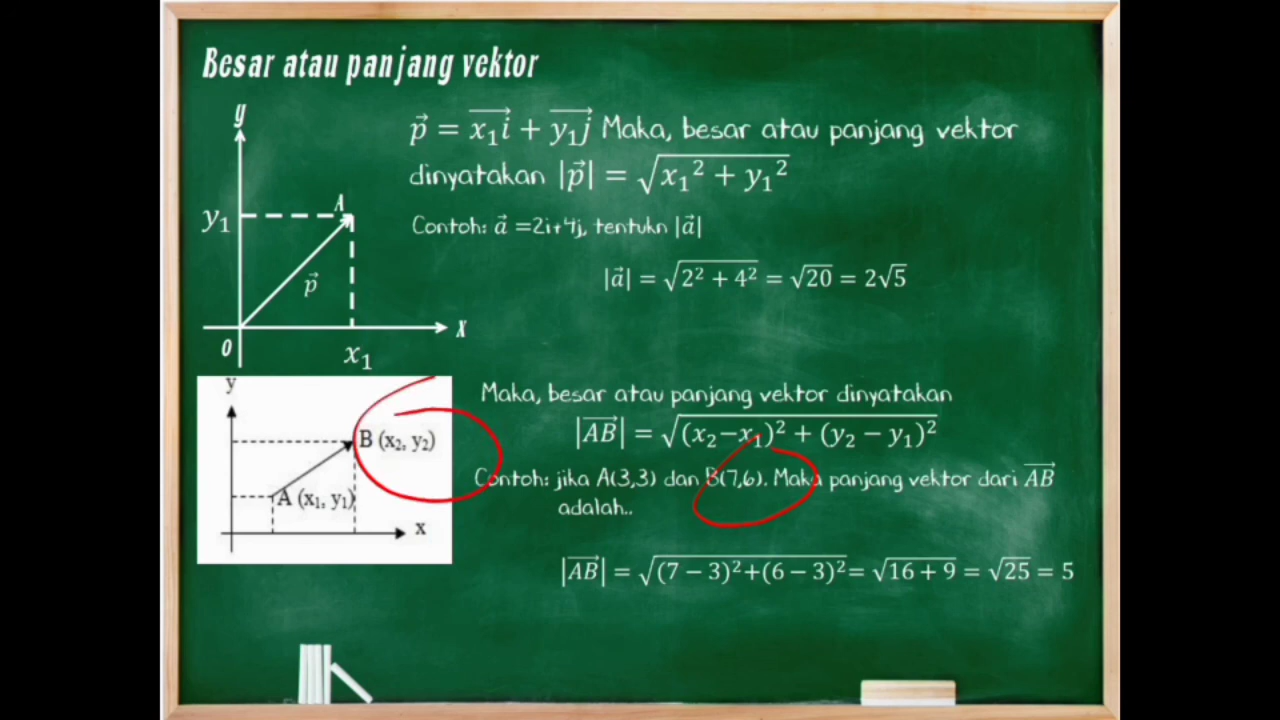 Besar atau panjang vektor
y
y₁
A
p⃗
O
x₁
X
p⃗ = x₁i + y₁j Maka, besar atau panjang vektor
dinyatakan |p⃗| = √(x₁² + y₁²)
Contoh: a⃗ =2i+4j, tentukn |a⃗|
|a⃗| = √(2² + 4²) = √20 = 2√5
y
B (x₂, y₂)
A (x₁, y₁)
x
Maka, besar atau panjang vektor dinyatakan
|AB⃗| = √((x₂−x₁)² + (y₂ − y₁)²)
Contoh: jika A(3,3) dan B(7,6). Maka panjang vektor dari AB⃗
adalah..
|AB⃗| = √((7 − 3)²+(6 − 3)²)= √(16 + 9) = √25 = 5